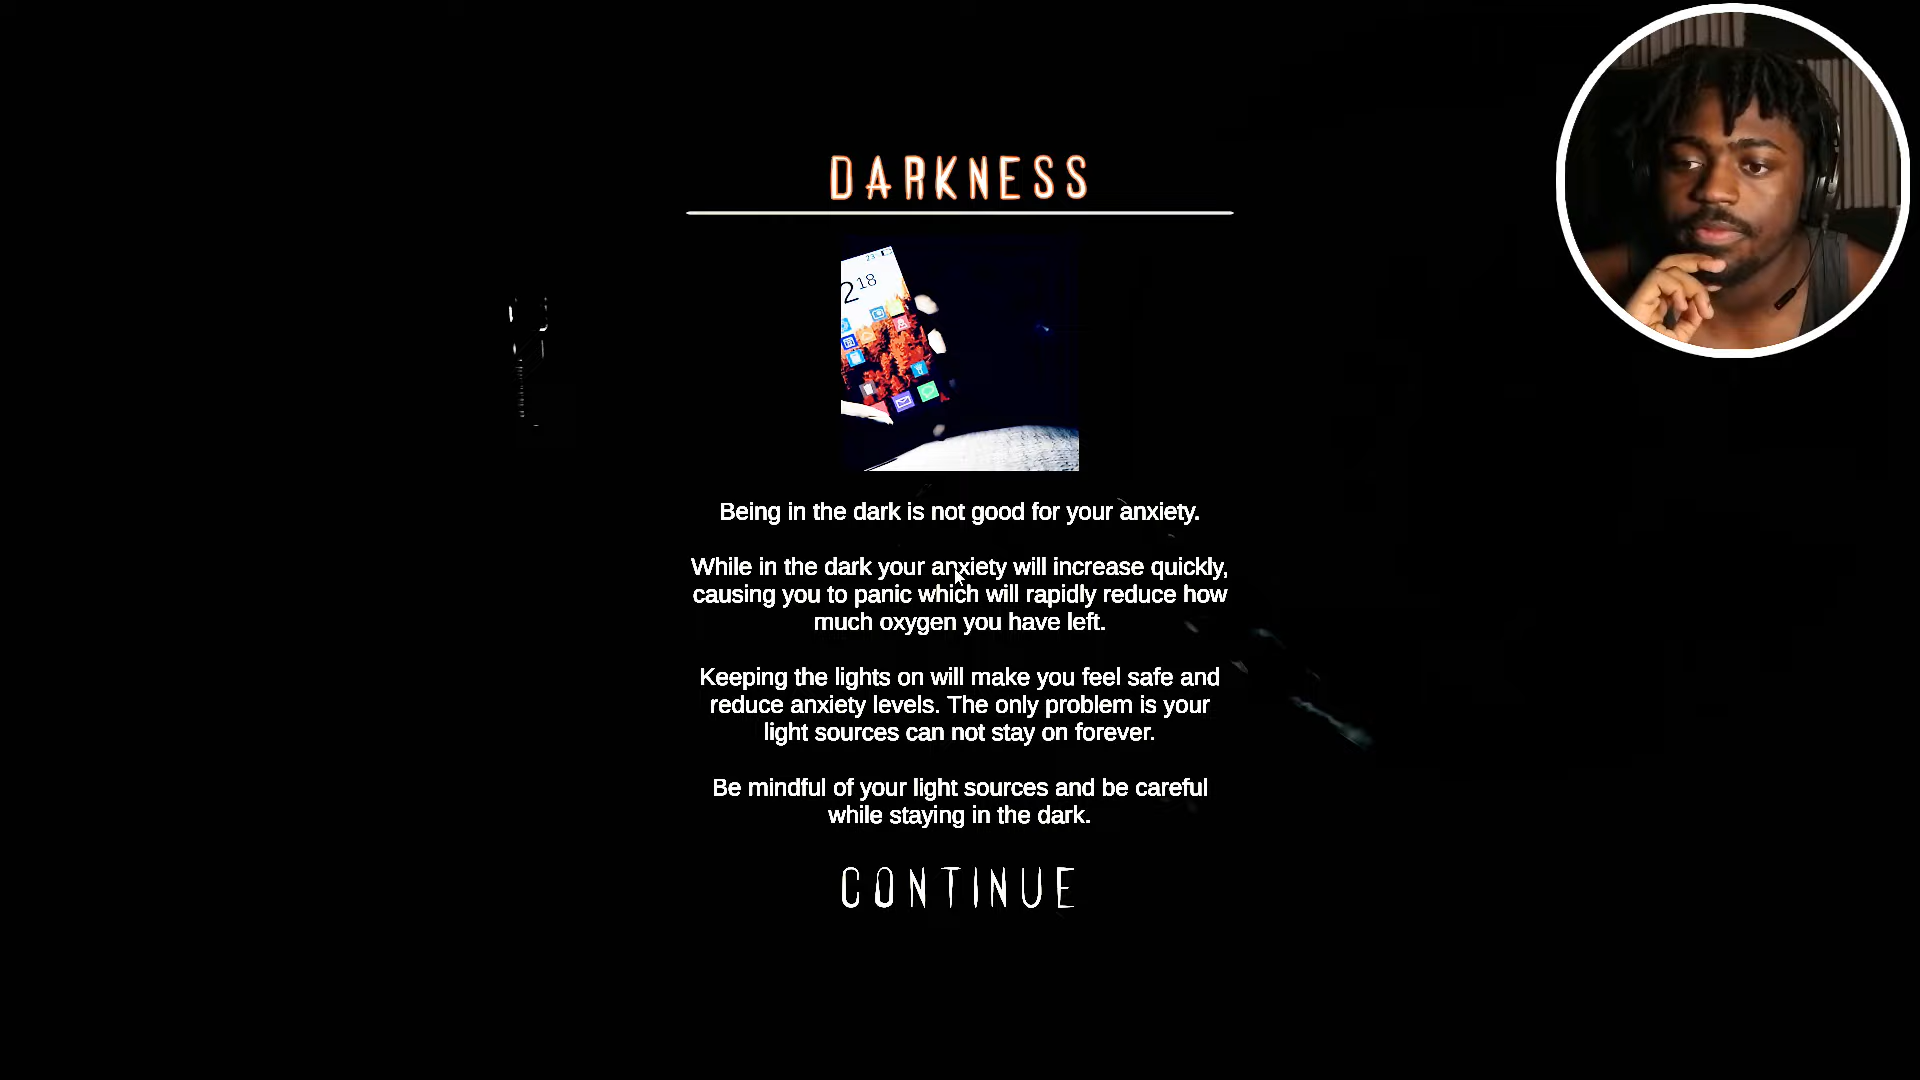 DARKNESS
218
Being in the dark is not good for your anxiety.
While in the dark your anxiety will increase quickly,
causing you to panic which will rapidly reduce how
much oxygen you have left.
Keeping the lights on will make you feel safe and
reduce anxiety levels. The only problem is your
light sources can not stay on forever.
Be mindful of your light sources and be careful
while staying in the dark.
CONTINUE